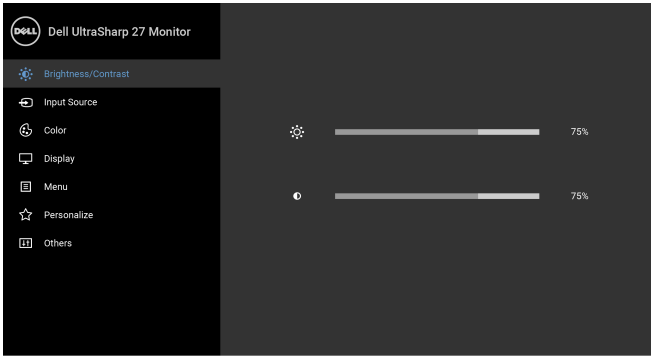 DELL
Dell UltraSharp 27 Monitor
Brightness/Contrast
Input Source
Color
Display
Menu
Personalize
Others
75%
75%